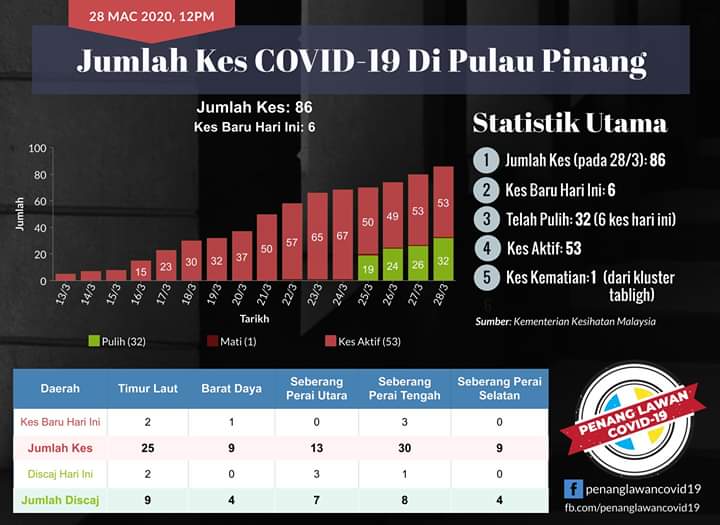 28 MAC 2020, 12PM
Jumlah Kes COVID-19 Di Pulau Pinang
Jumlah Kes: 86
Kes Baru Hari Ini: 6
Jumlah
100
80
60
40
20
0
15 23 30 32 37 50 57 65 67 50 49 53 53
19 24 26 32
13/3 14/3 15/3 16/3 17/3 18/3 19/3 20/3 21/3 22/3 23/3 24/3 25/3 26/3 27/3 28/3
Tarikh
Pulih (32) Mati (1) Kes Aktif (53)
Statistik Utama
1 Jumlah Kes (pada 28/3): 86
2 Kes Baru Hari Ini: 6
3 Telah Pulih: 32 (6 kes hari ini)
4 Kes Aktif: 53
5 Kes Kematian: 1 (dari kluster
tabligh)
6
Sumber: Kementerian Kesihatan Malaysia
Daerah Timur Laut Barat Daya Seberang Perai Utara Seberang Perai Tengah Seberang Perai Selatan
Kes Baru Hari Ini 2 1 0 3 0
Jumlah Kes 25 9 13 30 9
Discaj Hari Ini 2 0 3 1 0
Jumlah Discaj 9 4 7 8 4
PENANG LAWAN
COVID-19
penanglawancovid19
fb.com/penanglawancovid19